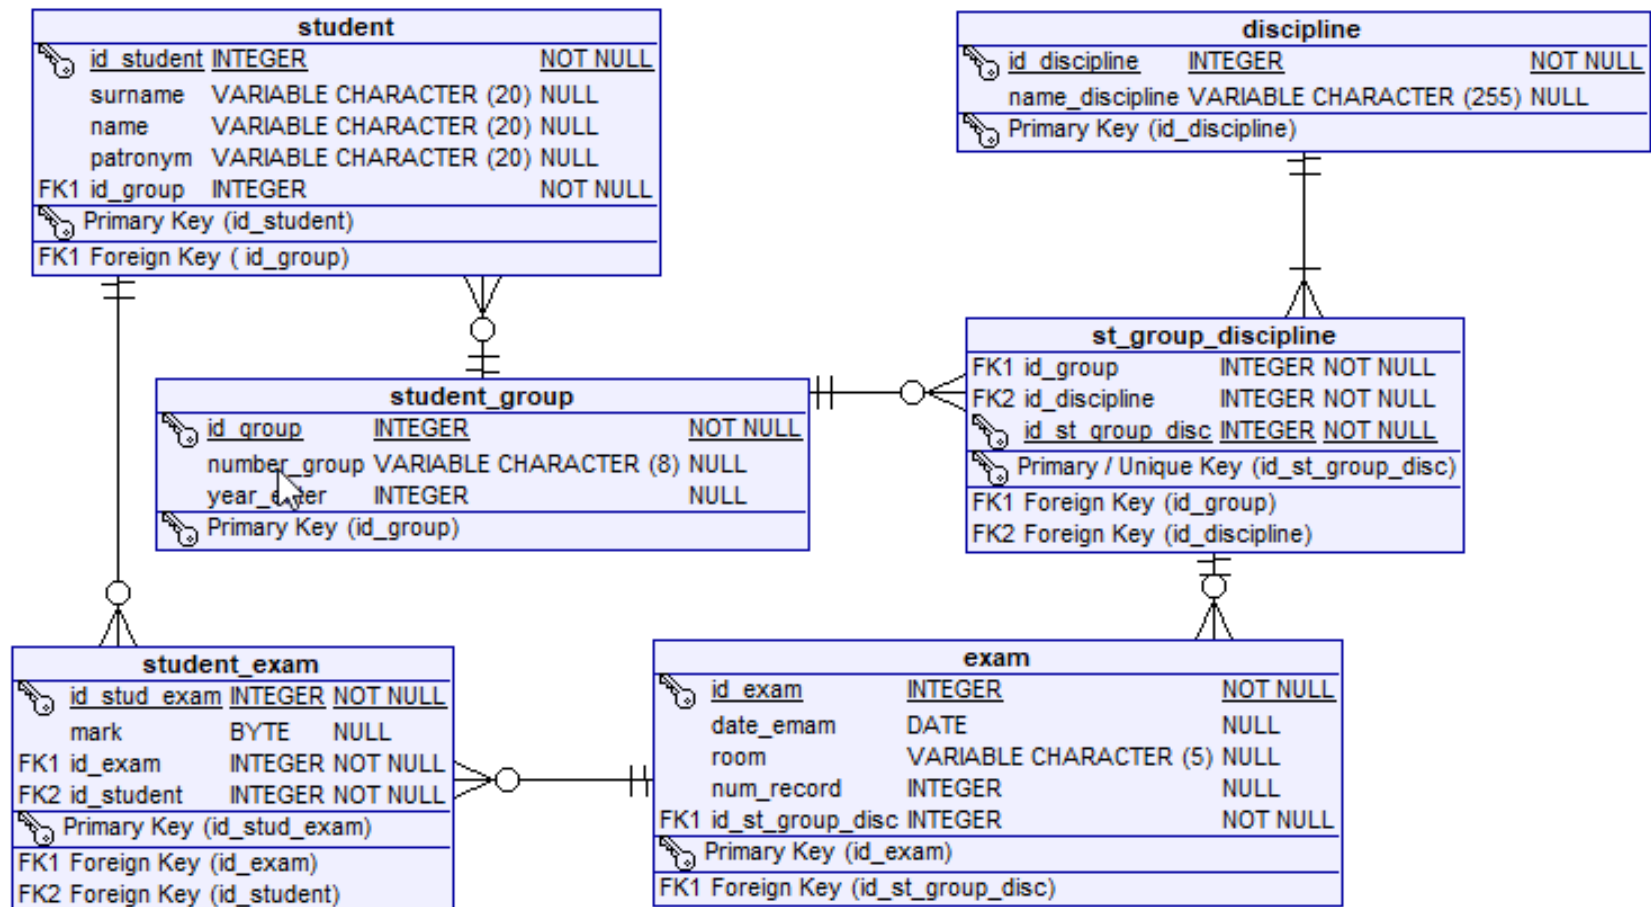 student
id_student INTEGER NOT NULL
surname VARIABLE CHARACTER (20) NULL
name VARIABLE CHARACTER (20) NULL
patronym VARIABLE CHARACTER (20) NULL
FK1 id_group INTEGER NOT NULL
Primary Key (id_student)
FK1 Foreign Key ( id_group)
discipline
id_discipline INTEGER NOT NULL
name_discipline VARIABLE CHARACTER (255) NULL
Primary Key (id_discipline)
student_group
id_group INTEGER NOT NULL
number_group VARIABLE CHARACTER (8) NULL
INTEGER NULL
Primary Key (id_group)
st_group_discipline
FK1 id_group INTEGER NOT NULL
FK2 id_discipline INTEGER NOT NULL
id_st_group_disc INTEGER NOT NULL
Primary / Unique Key (id_st_group_disc)
FK1 Foreign Key (id_group)
FK2 Foreign Key (id_discipline)
student_exam
id_stud_exam INTEGER NOT NULL
mark BYTE NULL
FK1 id_exam INTEGER NOT NULL
FK2 id_student INTEGER NOT NULL
Primary Key (id_stud_exam)
FK1 Foreign Key (id_exam)
FK2 Foreign Key (id_student)
exam
id_exam INTEGER NOT NULL
date_emam DATE NULL
room VARIABLE CHARACTER (5) NULL
num_record INTEGER NULL
FK1 id_st_group_disc INTEGER NOT NULL
Primary Key (id_exam)
FK1 Foreign Key (id_st_group_disc)